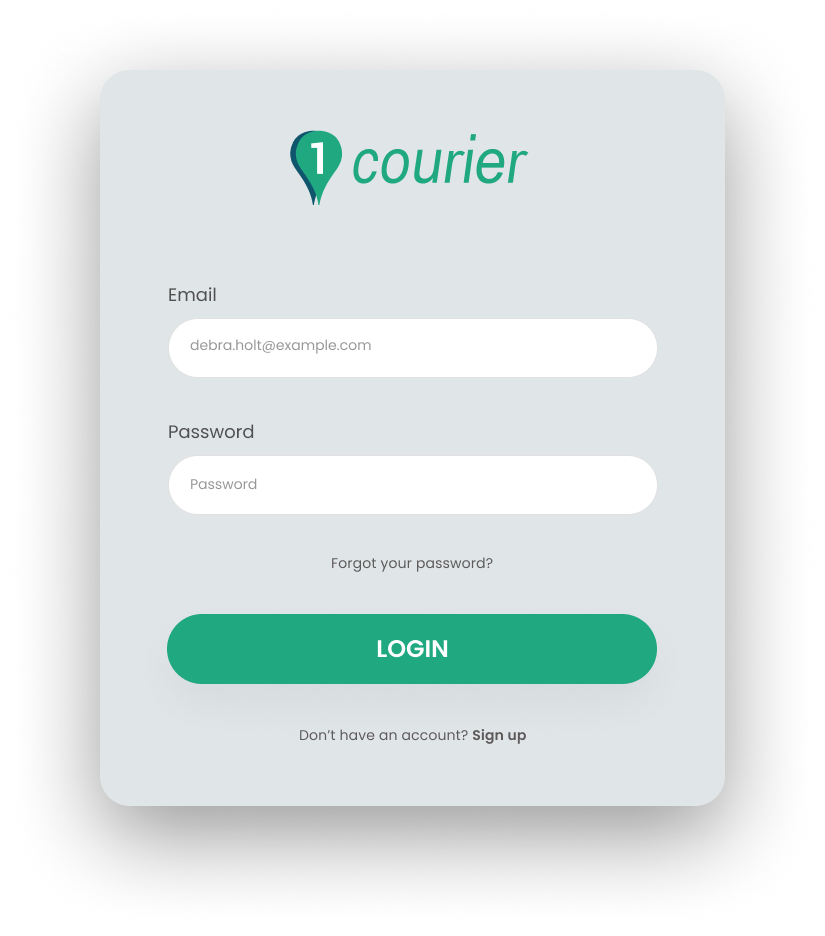 1 courier
Email
debra.holt@example.com
Password
Password
Forgot your password?
LOGIN
Don't have an account? Sign up